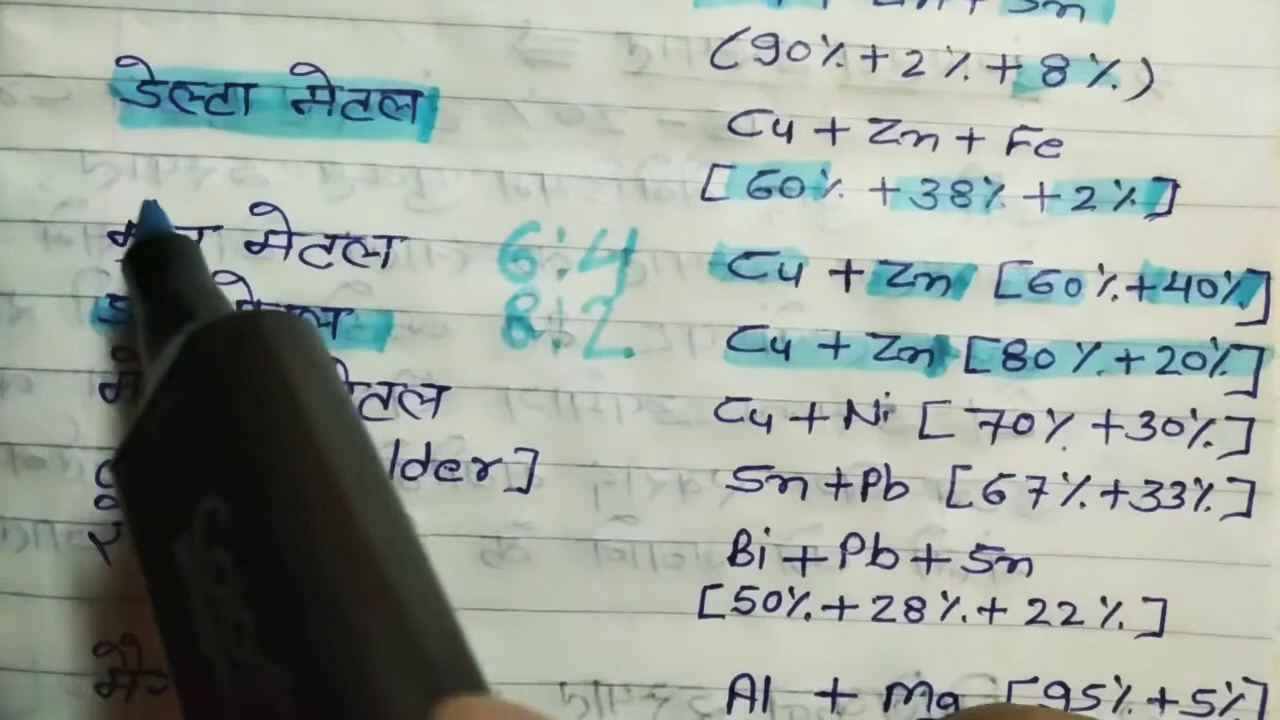 (90% + 2% + 8%)
डेल्टा मेटल Cu + Zn + Fe
[60% + 38% + 2%]
मेटल 6:4 Cu + Zn [60% + 40%]
8:2 Cu + Zn [80% + 20%]
Cu + Ni [70% + 30%]
Sn + Pb [67% + 33%]
Bi + Pb + Sn
[50% + 28% + 22%]
Al + Mg [95% + 5%]